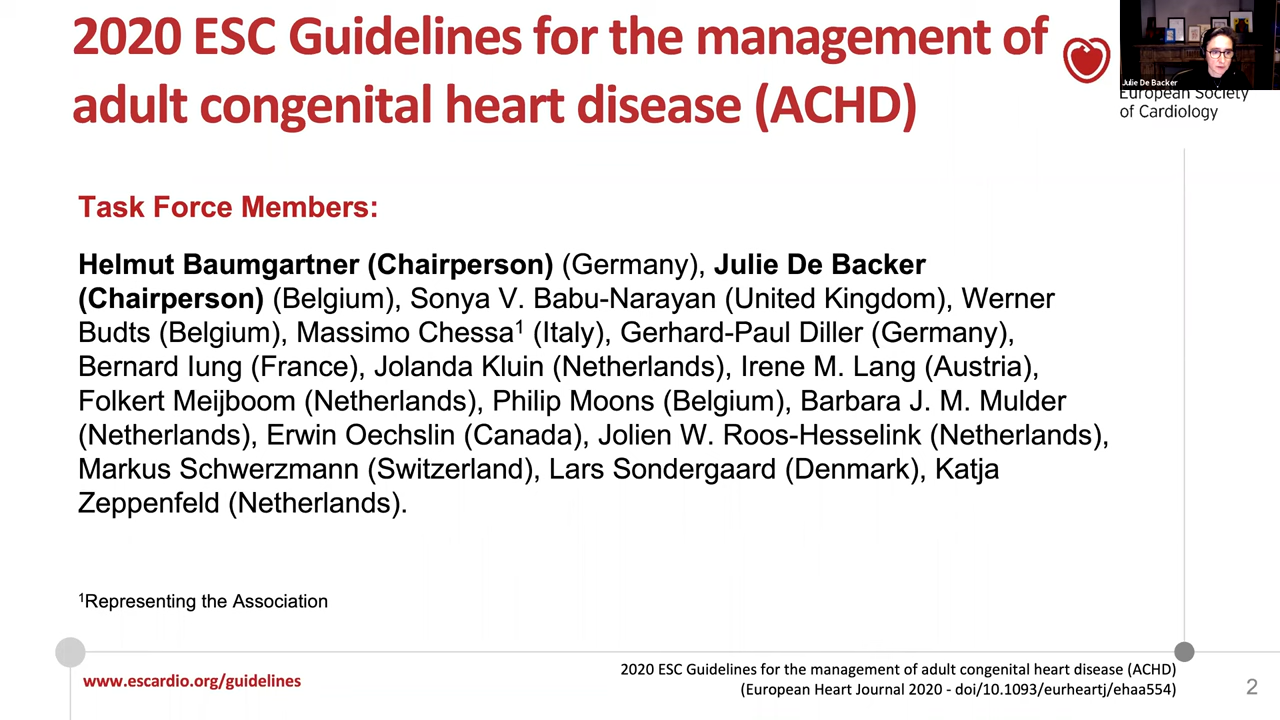 2020 ESC Guidelines for the management of
adult congenital heart disease (ACHD)
Julie De Backer
European Society
of Cardiology
Task Force Members:
Helmut Baumgartner (Chairperson) (Germany), Julie De Backer
(Chairperson) (Belgium), Sonya V. Babu-Narayan (United Kingdom), Werner
Budts (Belgium), Massimo Chessa¹ (Italy), Gerhard-Paul Diller (Germany),
Bernard Iung (France), Jolanda Kluin (Netherlands), Irene M. Lang (Austria),
Folkert Meijboom (Netherlands), Philip Moons (Belgium), Barbara J. M. Mulder
(Netherlands), Erwin Oechslin (Canada), Jolien W. Roos-Hesselink (Netherlands),
Markus Schwerzmann (Switzerland), Lars Sondergaard (Denmark), Katja
Zeppenfeld (Netherlands).
¹Representing the Association
www.escardio.org/guidelines
2020 ESC Guidelines for the management of adult congenital heart disease (ACHD)
(European Heart Journal 2020 - doi/10.1093/eurheartj/ehaa554)
2